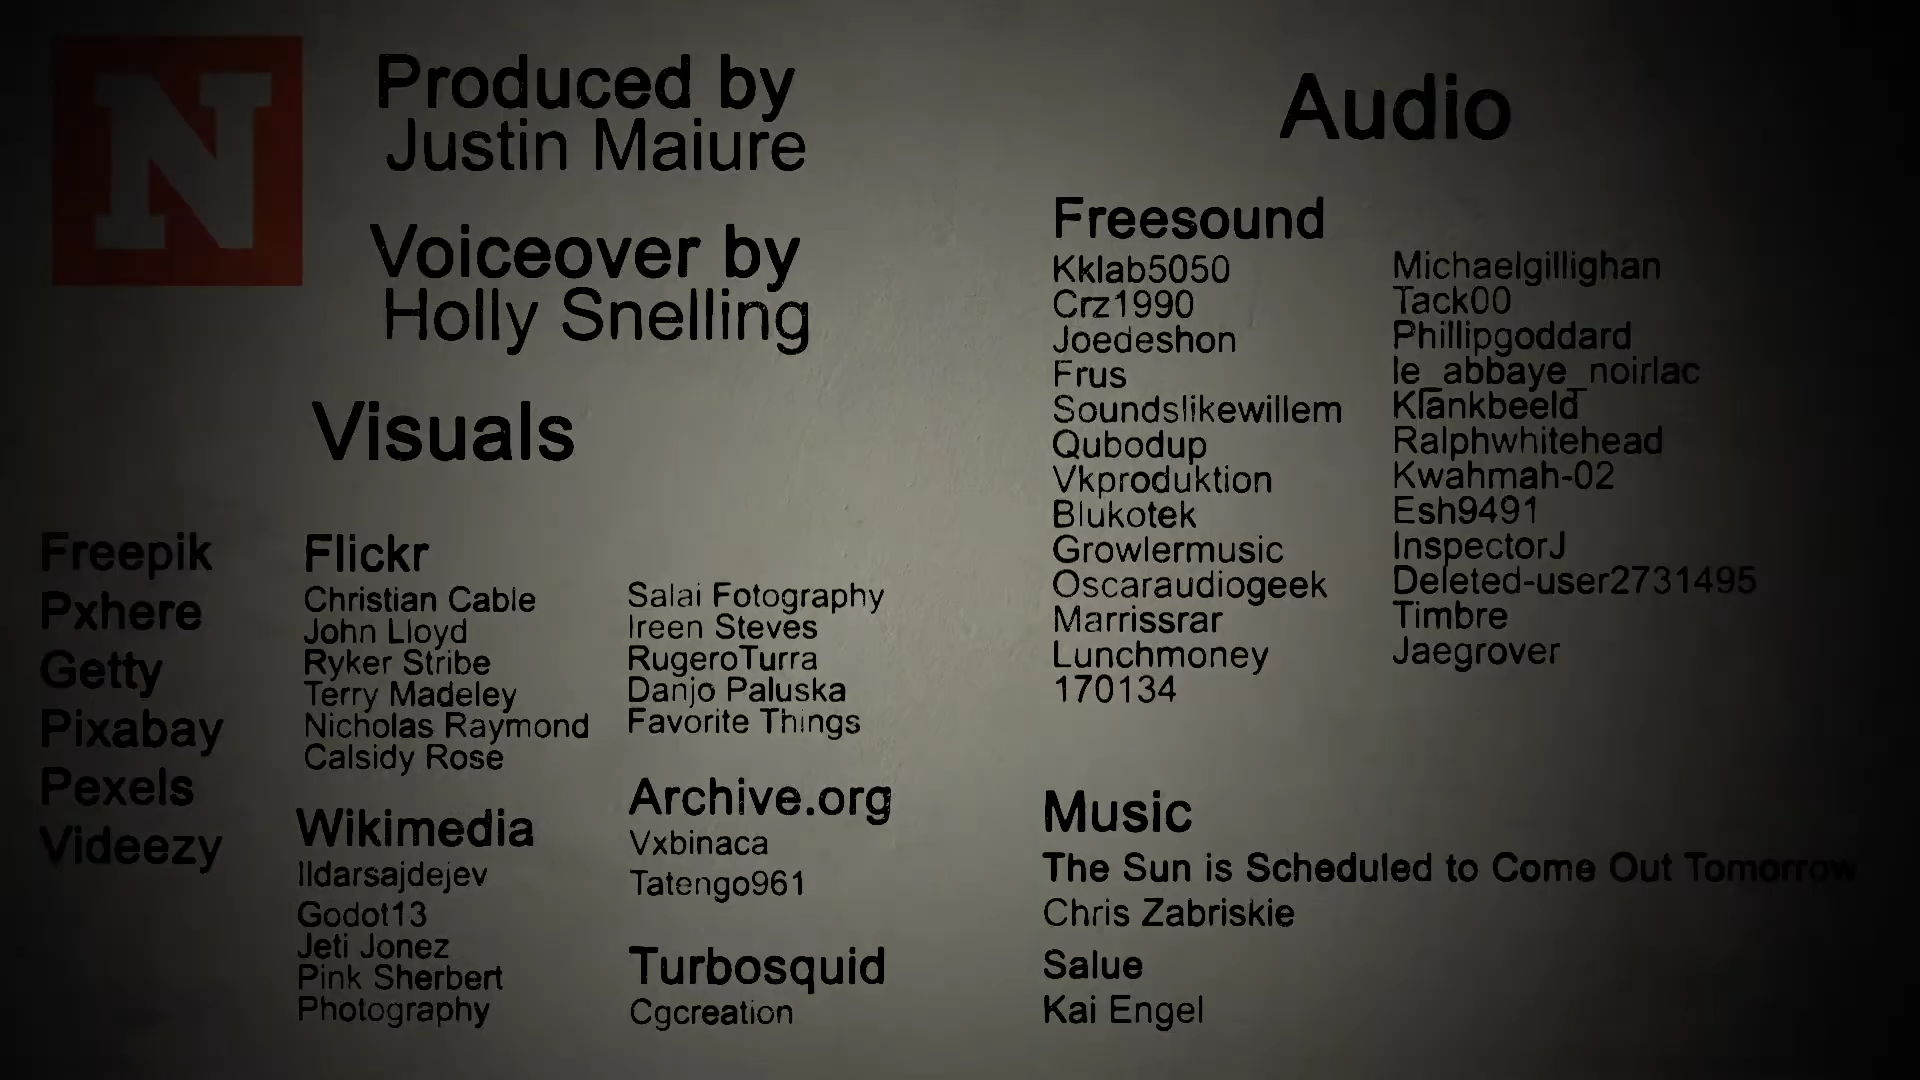 N
Produced by
Justin Maiure
Voiceover by
Holly Snelling
Visuals
Freepik
Pxhere
Getty
Pixabay
Pexels
Videezy
Flickr
Christian Cable
John Lloyd
Ryker Stribe
Terry Madeley
Nicholas Raymond
Calsidy Rose
Salai Fotography
Ireen Steves
RugeroTurra
Danjo Paluska
Favorite Things
Wikimedia
Ildarsajdejev
Godot13
Jeti Jonez
Pink Sherbert
Photography
Archive.org
Vxbinaca
Tatengo961
Turbosquid
Cgcreation
Audio
Freesound
Kklab5050
Crz1990
Joedeshon
Frus
Soundslikewillem
Qubodup
Vkproduktion
Blukotek
Growlermusic
Oscaraudiogeek
Marrissrar
Lunchmoney
170134
Michaelgillighan
Tack00
Phillipgoddard
le_abbaye_noirlac
Klankbeeld
Ralphwhitehead
Kwahmah-02
Esh9491
InspectorJ
Deleted-user2731495
Timbre
Jaegrover
Music
The Sun is Scheduled to Come Out Tomorrow
Chris Zabriskie
Salue
Kai Engel